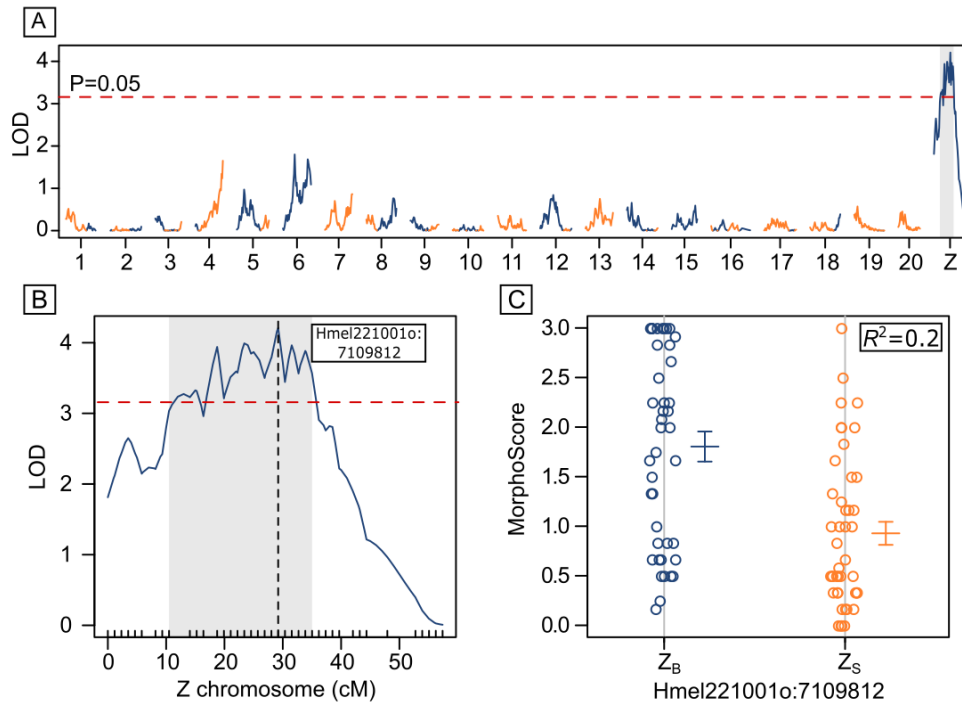 A
4
3
2
1
0
LOD
P=0.05
1 2 3 4 5 6 7 8 9 10 11 12 13 14 15 16 17 18 19 20 Z
B
4
3
2
1
0
LOD
Hmel221001o:
7109812
0 10 20 30 40 50
Z chromosome (cM)
C
3.0
2.5
2.0
1.5
1.0
0.5
0.0
MorphoScore
R²=0.2
Z_B Z_S
Hmel221001o:7109812